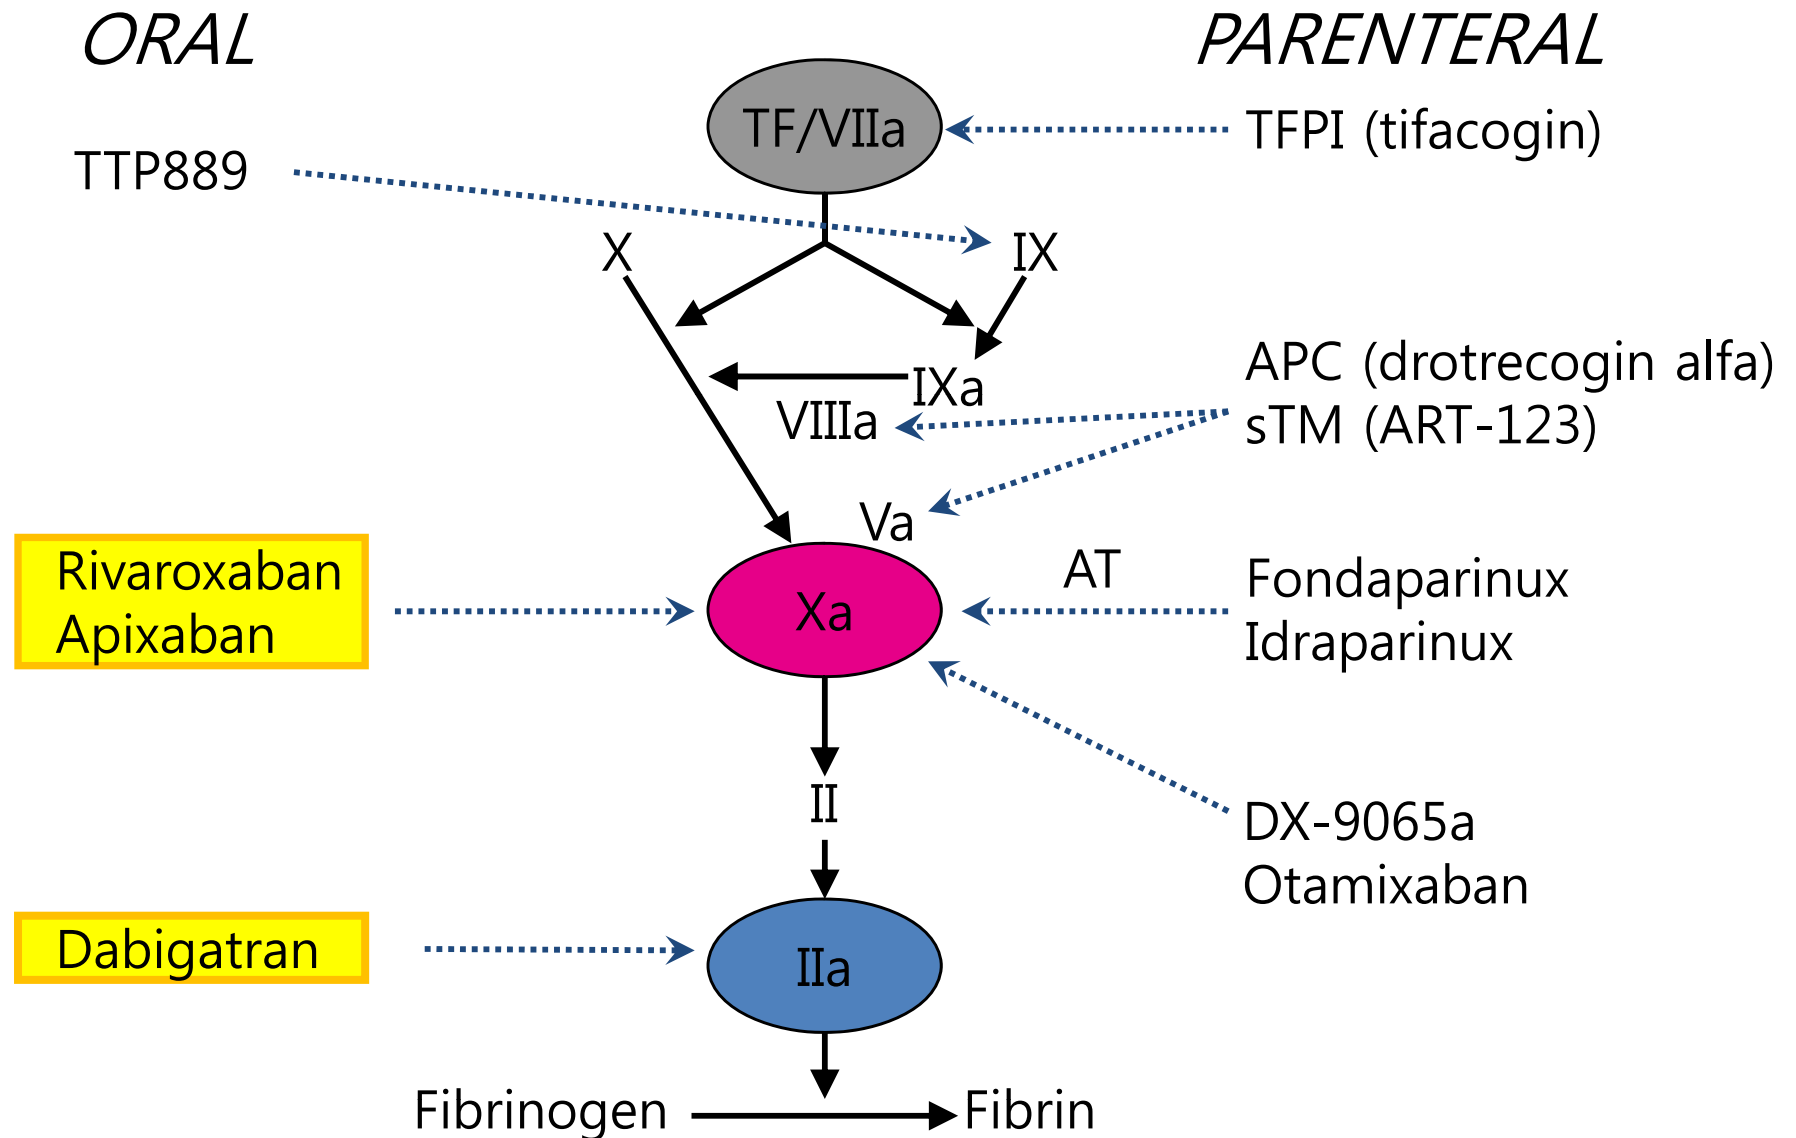 ORAL
PARENTERAL
TF/VIIa
TFPI (tifacogin)
TTP889
X
IX
IXa
VIIIa
APC (drotrecogin alfa)
sTM (ART-123)
Va
Rivaroxaban
Apixaban
Xa
AT
Fondaparinux
Idraparinux
II
DX-9065a
Otamixaban
Dabigatran
IIa
Fibrinogen
Fibrin